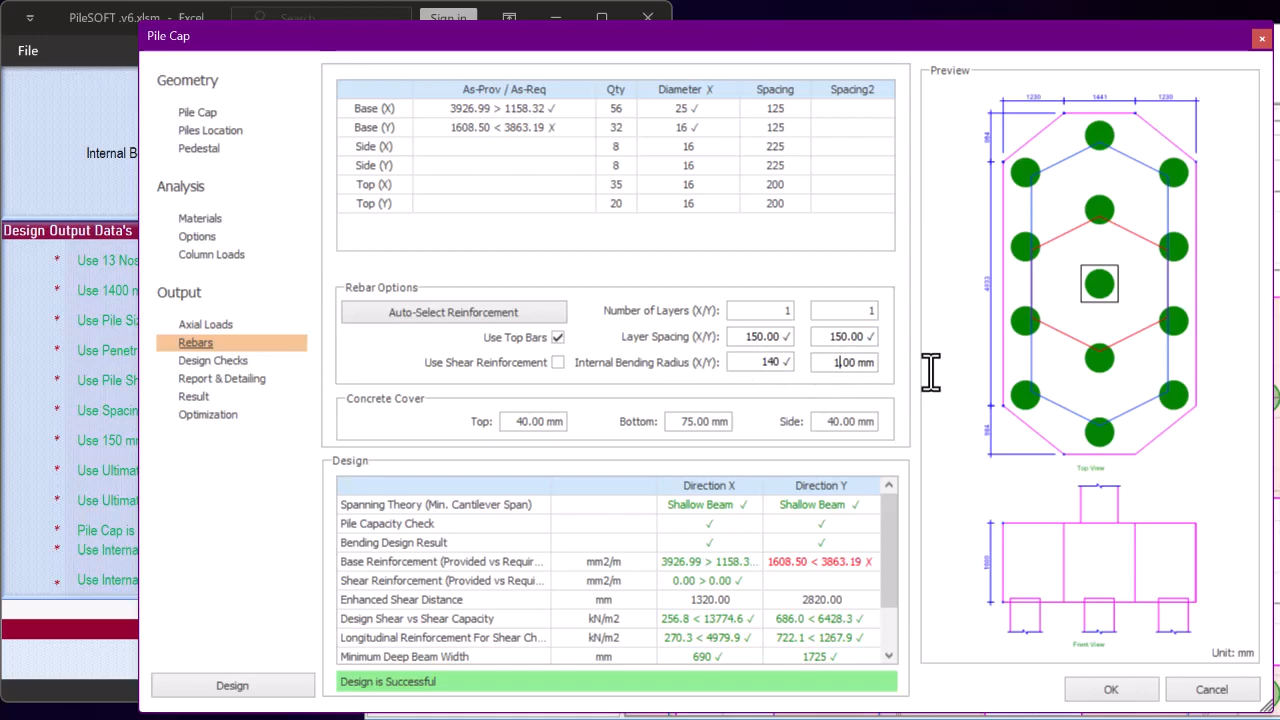 PileSOFT v6.
Sign in
File
Pile Cap
Internal B
Design Output Data's
* Use 13 Nos
* Use 1400 m
* Use Pile Siz
* Use Penetr
* Use Pile Sh
* Use Spacin
* Use 150 mm
* Use Ultimat
* Use Ultimat
* Pile Cap is
* Use Interna
* Use Interna
Geometry
Pile Cap
Piles Location
Pedestal
Analysis
Materials
Options
Column Loads
Output
Axial Loads
Rebars
Design Checks
Report & Detailing
Result
Optimization
Design
As-Prov / As-Req Qty Diameter X Spacing Spacing2
Base (X) 3926.99 > 1158.32 ✓ 56 25 ✓ 125
Base (Y) 1608.50 < 3863.19 X 32 16 ✓ 125
Side (X) 8 16 225
Side (Y) 8 16 225
Top (X) 35 16 200
Top (Y) 20 16 200
Rebar Options
Auto-Select Reinforcement
Number of Layers (X/Y): 1 1
Use Top Bars ✓ Layer Spacing (X/Y): 150.00 ✓ 150.00 ✓
Use Shear Reinforcement Internal Bending Radius (X/Y): 140 ✓ 1.00 mm
Concrete Cover
Top: 40.00 mm Bottom: 75.00 mm Side: 40.00 mm
Design
Direction X Direction Y
Spanning Theory (Min. Cantilever Span) Shallow Beam ✓ Shallow Beam ✓
Pile Capacity Check ✓ ✓
Bending Design Result ✓ ✓
Base Reinforcement (Provided vs Requir... mm2/m 3926.99 > 1158.3... 1608.50 < 3863.19 X
Shear Reinforcement (Provided vs Requi... mm2/m 0.00 > 0.00 ✓
Enhanced Shear Distance mm 1320.00 2820.00
Design Shear vs Shear Capacity kN/m2 256.8 < 13774.6 ✓ 686.0 < 6428.3 ✓
Longitudinal Reinforcement For Shear Ch... kN/m2 270.3 < 4979.9 ✓ 722.1 < 1267.9 ✓
Minimum Deep Beam Width mm 690 ✓ 1725 ✓
Design is Successful
Preview
1230 1441 1230
984
4033
984
Top View
1000
Front View
Unit: mm
OK
Cancel